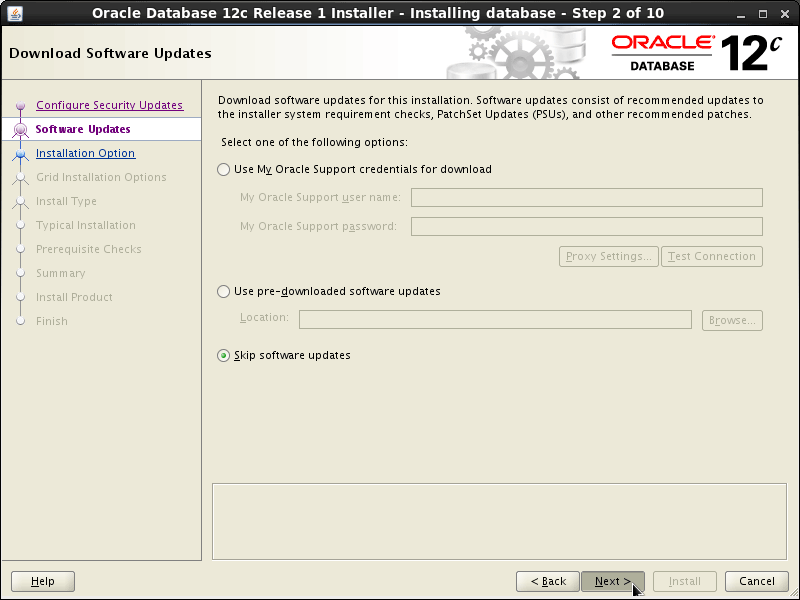 Oracle Database 12c Release 1 Installer - Installing database - Step 2 of 10
Download Software Updates
ORACLE®
DATABASE
12c
Configure Security Updates
Software Updates
Installation Option
Grid Installation Options
Install Type
Typical Installation
Prerequisite Checks
Summary
Install Product
Finish
Download software updates for this installation. Software updates consist of recommended updates to
the installer system requirement checks, PatchSet Updates (PSUs), and other recommended patches.
Select one of the following options:
Use My Oracle Support credentials for download
My Oracle Support user name:
My Oracle Support password:
Proxy Settings... Test Connection
Use pre-downloaded software updates
Location: Browse...
Skip software updates
Help < Back Next > Install Cancel